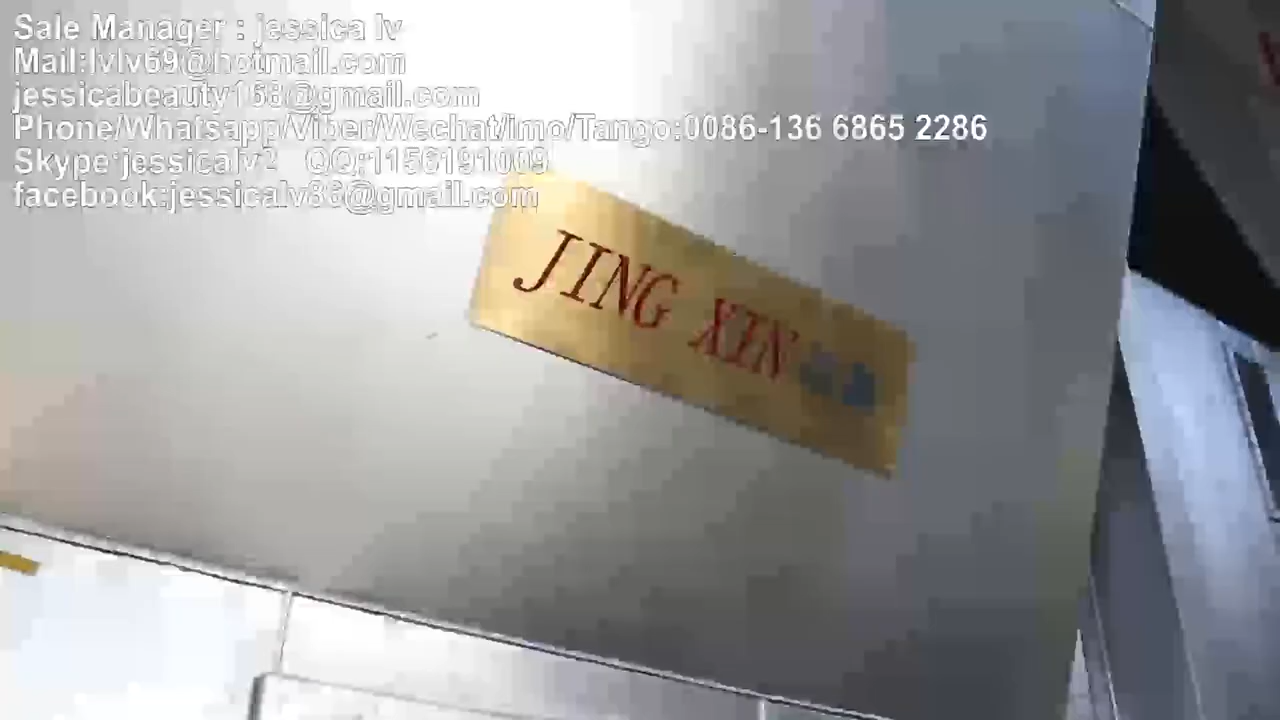 Sale Manager : jessica lv
Mail:lvlv69@hotmail.com
jessicabeauty168@gmail.com
Phone/Whatsapp/Viber/Wechat/imo/Tango:0086-136 6865 2286
Skype:jessicalv2 QQ:1156191009
facebook:jessicalv86@gmail.com
JING XIN